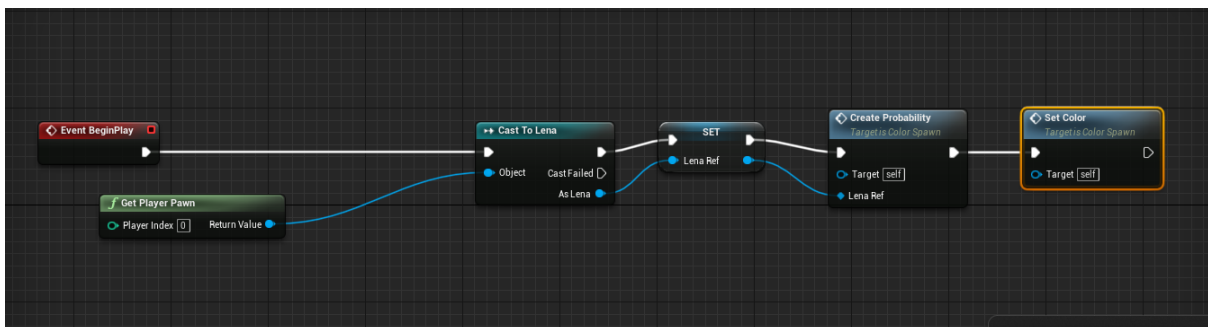 Event BeginPlay
Get Player Pawn
Player Index 0 Return Value
Cast To Lena
Object Cast Failed
As Lena
SET
Lena Ref
Create Probability
Target is Color Spawn
Target self
Lena Ref
Set Color
Target is Color Spawn
Target self